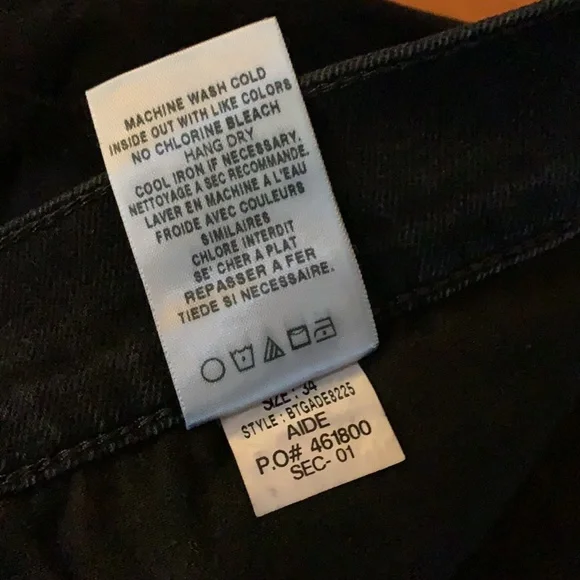 MACHINE WASH COLD
INSIDE OUT WITH LIKE COLORS
NO CHLORINE BLEACH
HANG DRY
COOL IRON IF NECESSARY.
NETTOYAGE A SEC RECOMMANDE.
LAVER EN MACHINE A L'EAU
FROIDE AVEC COULEURS
SIMILAIRES
CHLORE INTERDIT
SE' CHER A PLAT
REPASSER A FER
TIEDE SI NECESSAIRE.
SIZE : 34
STYLE : BTGADE8225
AIDE
P.O# 461800
SEC- 01